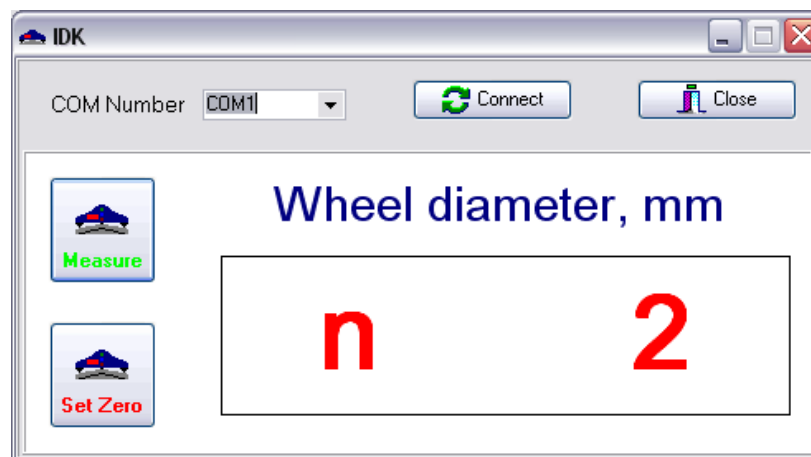 IDK
COM Number COM1 Connect Close
Wheel diameter, mm
Measure
n 2
Set Zero